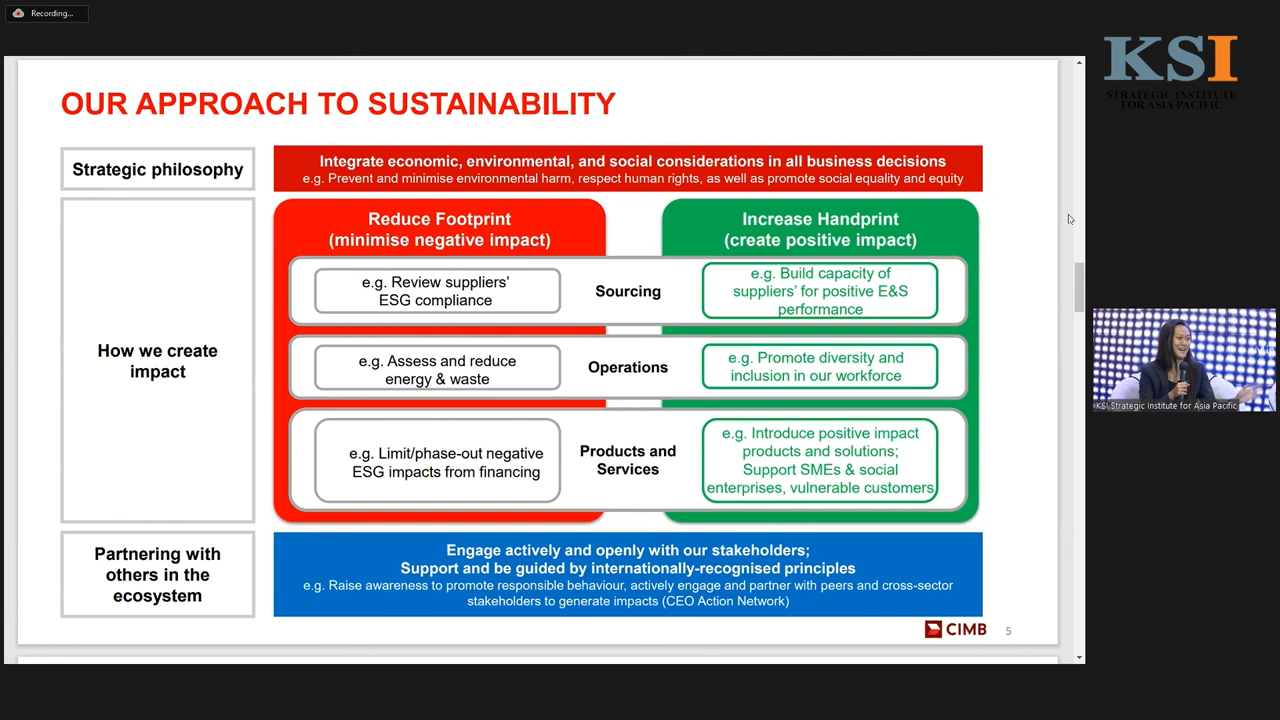 Recording...
KSI
STRATEGIC INSTITUTE
FOR ASIA PACIFIC
OUR APPROACH TO SUSTAINABILITY
Strategic philosophy
Integrate economic, environmental, and social considerations in all business decisions
e.g. Prevent and minimise environmental harm, respect human rights, as well as promote social equality and equity
How we create
impact
Reduce Footprint
(minimise negative impact)
Increase Handprint
(create positive impact)
e.g. Review suppliers'
ESG compliance
Sourcing
e.g. Build capacity of
suppliers' for positive E&S
performance
e.g. Assess and reduce
energy & waste
Operations
e.g. Promote diversity and
inclusion in our workforce
e.g. Limit/phase-out negative
ESG impacts from financing
Products and
Services
e.g. Introduce positive impact
products and solutions;
Support SMEs & social
enterprises, vulnerable customers
Partnering with
others in the
ecosystem
Engage actively and openly with our stakeholders;
Support and be guided by internationally-recognised principles
e.g. Raise awareness to promote responsible behaviour, actively engage and partner with peers and cross-sector
stakeholders to generate impacts (CEO Action Network)
CIMB
5
KSI Strategic Institute for Asia Pacific